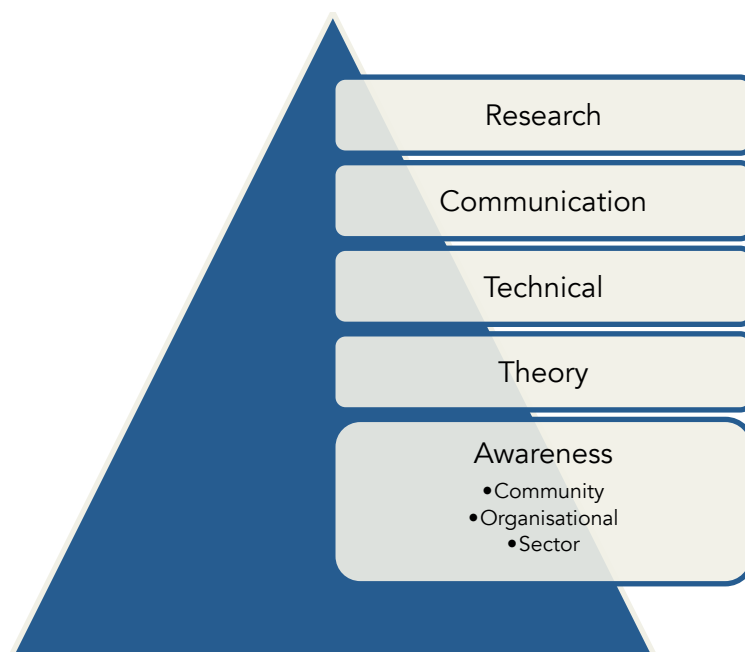 Research
Communication
Technical
Theory
Awareness
•Community
•Organisational
•Sector